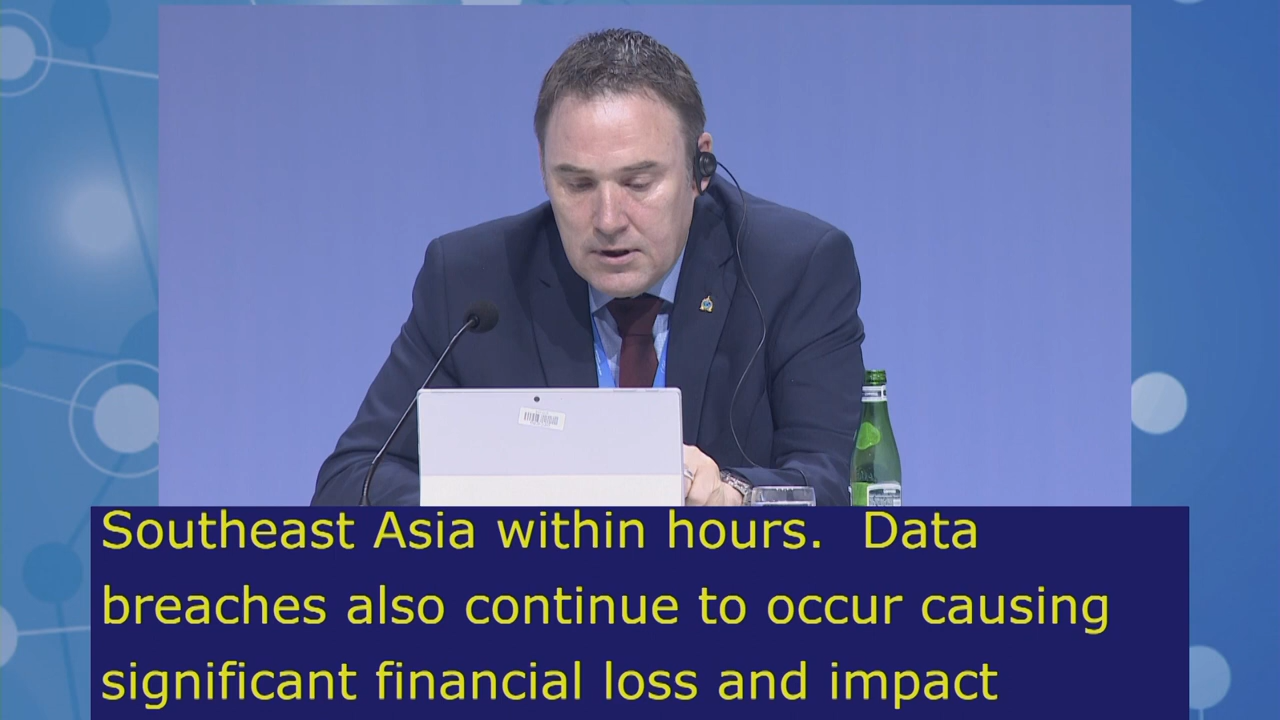 Southeast Asia within hours.  Data
breaches also continue to occur causing
significant financial loss and impact